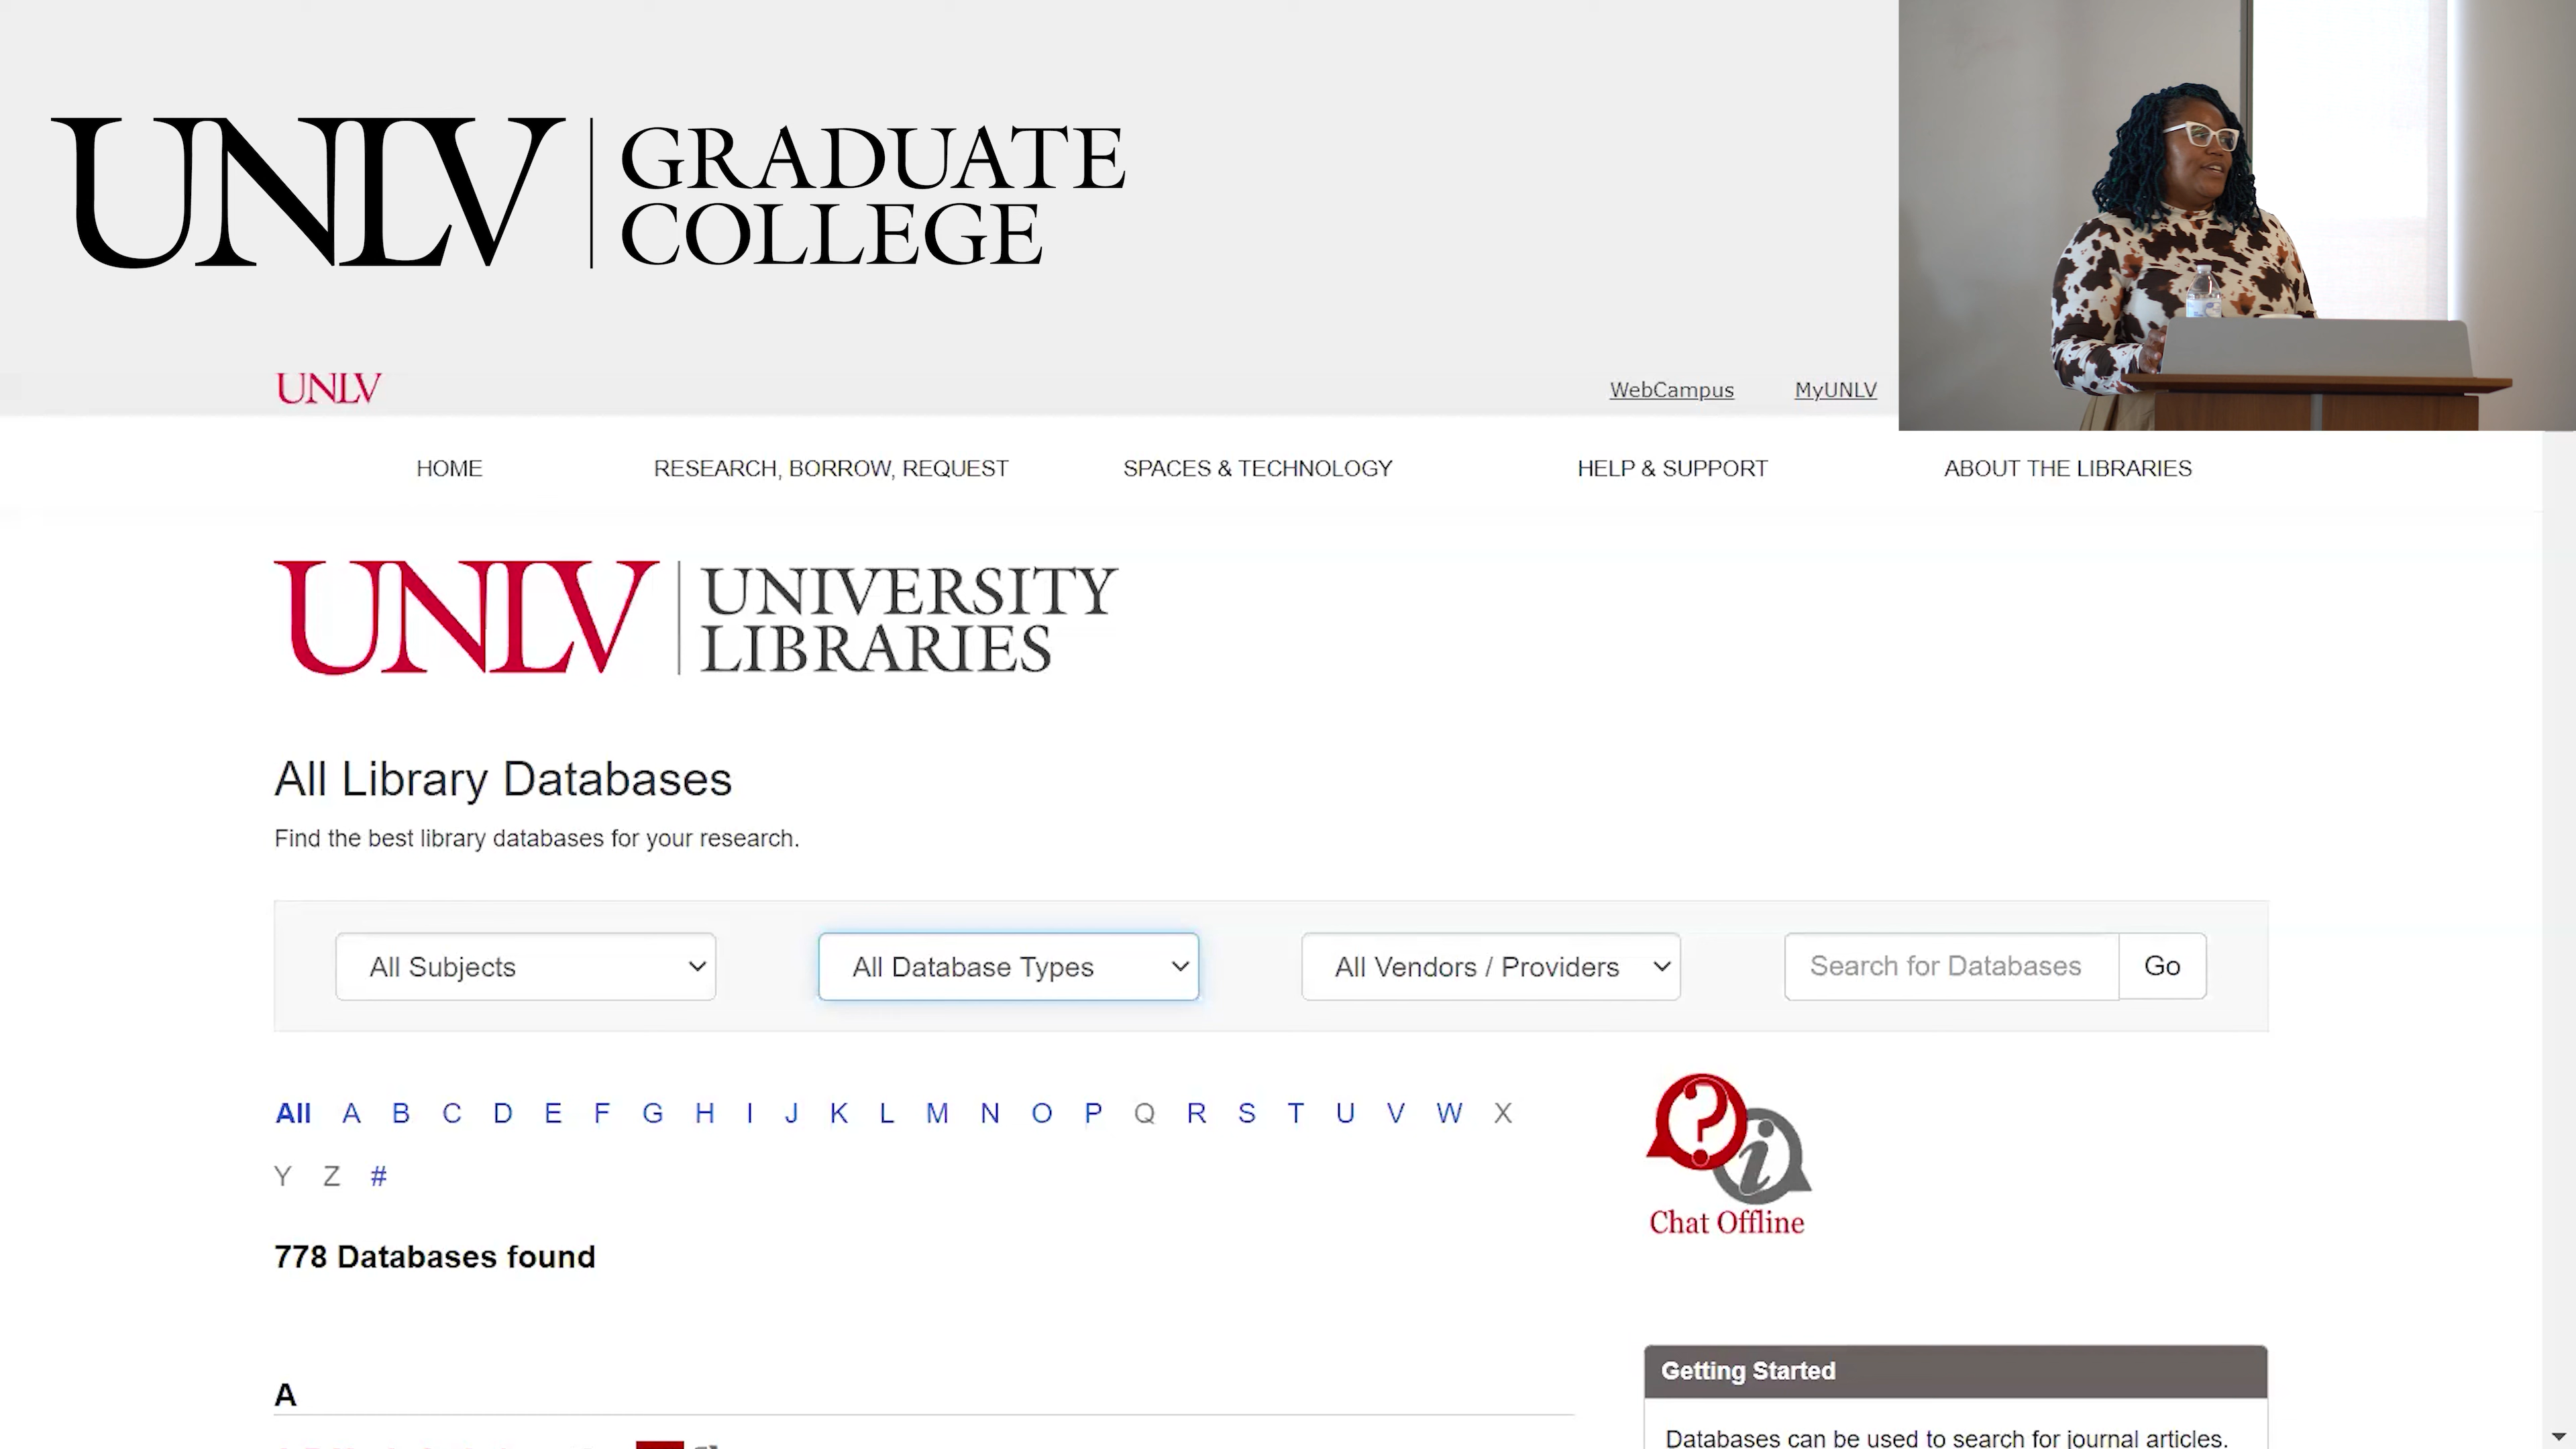 UNLV
GRADUATE
COLLEGE
UNLV
WebCampus
MyUNLV
HOME
RESEARCH, BORROW, REQUEST
SPACES & TECHNOLOGY
HELP & SUPPORT
ABOUT THE LIBRARIES
UNLV
UNIVERSITY
LIBRARIES
All Library Databases
Find the best library databases for your research.
All Subjects
All Database Types
All Vendors / Providers
Search for Databases
Go
All A B C D E F G H I J K L M N O P Q R S T U V W X
Y Z #
Chat Offline
778 Databases found
Getting Started
A
Databases can be used to search for journal articles.